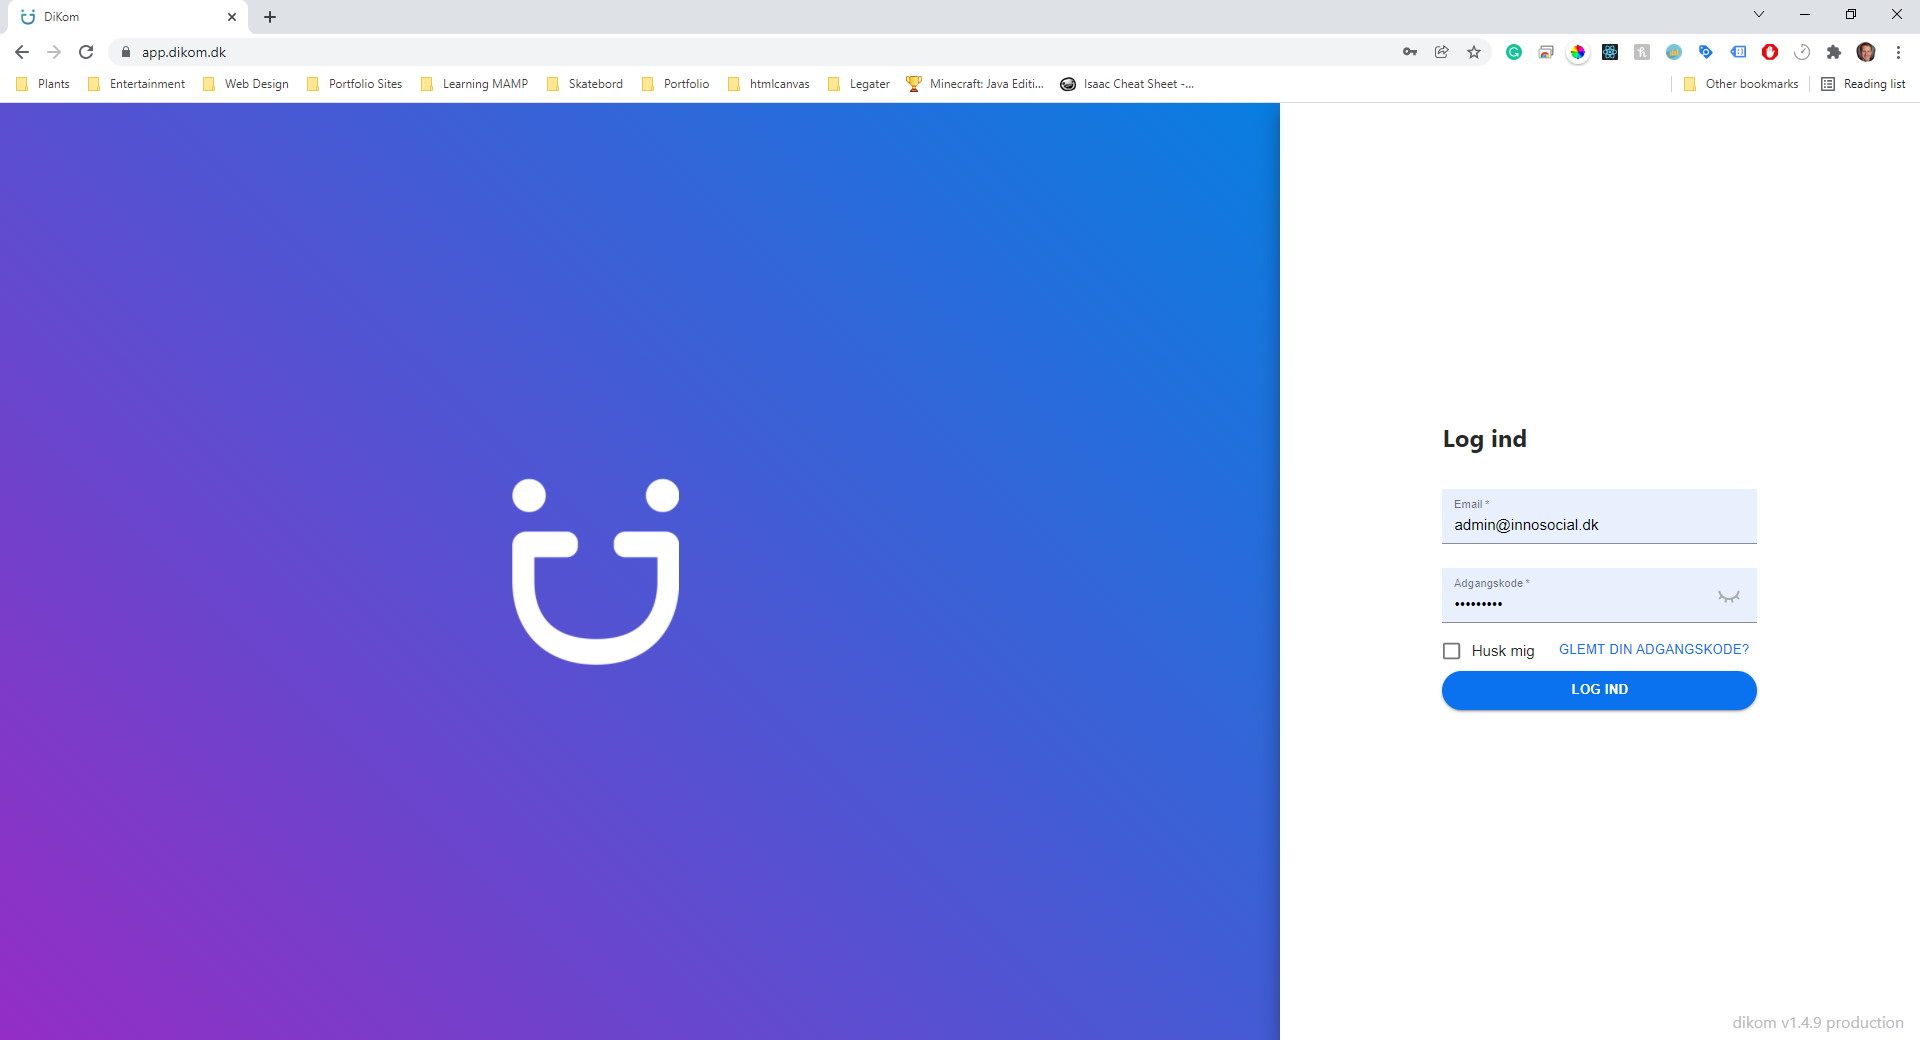 DiKom
app.dikom.dk
Plants Entertainment Web Design Portfolio Sites Learning MAMP Skatebord Portfolio htmlcanvas Legater Minecraft: Java Editi... Isaac Cheat Sheet -... Other bookmarks Reading list
Log ind
Email *
admin@innosocial.dk
Adgangskode *
•••••••••
Husk mig GLEMT DIN ADGANGSKODE?
LOG IND
dikom v1.4.9 production